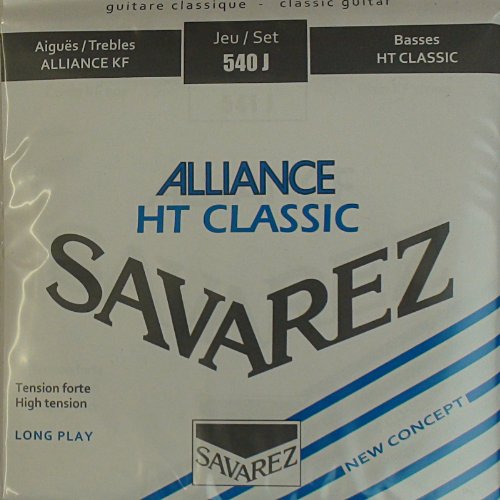 guitare classique - classic guitar
Aiguës / Trebles
ALLIANCE KF
Jeu / Set
540 J
Basses
HT CLASSIC
ALLIANCE
HT CLASSIC
SAVAREZ
Tension forte
High tension
LONG PLAY
SAVAREZ
NEW CONCEPT